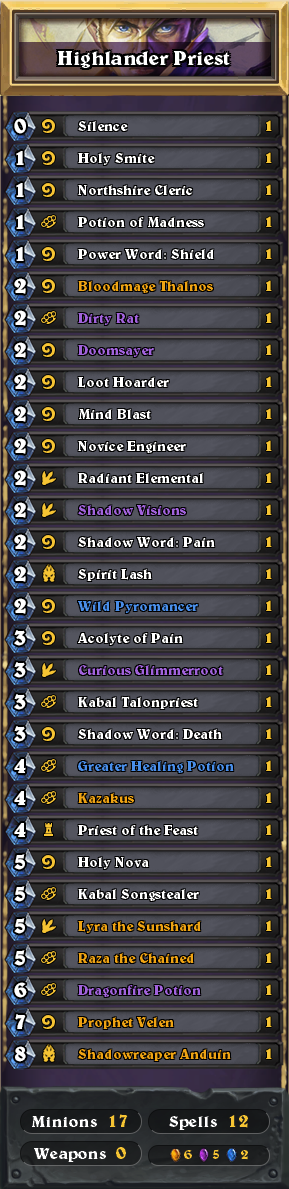 Highlander Priest
0 Silence 1
1 Holy Smite 1
1 Northshire Cleric 1
1 Potion of Madness 1
1 Power Word: Shield 1
2 Bloodmage Thalnos 1
2 Dirty Rat 1
2 Doomsayer 1
2 Loot Hoarder 1
2 Mind Blast 1
2 Novice Engineer 1
2 Radiant Elemental 1
2 Shadow Visions 1
2 Shadow Word: Pain 1
2 Spirit Lash 1
2 Wild Pyromancer 1
3 Acolyte of Pain 1
3 Curious Glimmerroot 1
3 Kabal Talonpriest 1
3 Shadow Word: Death 1
4 Greater Healing Potion 1
4 Kazakus 1
4 Priest of the Feast 1
5 Holy Nova 1
5 Kabal Songstealer 1
5 Lyra the Sunshard 1
5 Raza the Chained 1
6 Dragonfire Potion 1
7 Prophet Velen 1
8 Shadowreaper Anduin 1
Minions 17 Spells 12
Weapons 0 6 5 2